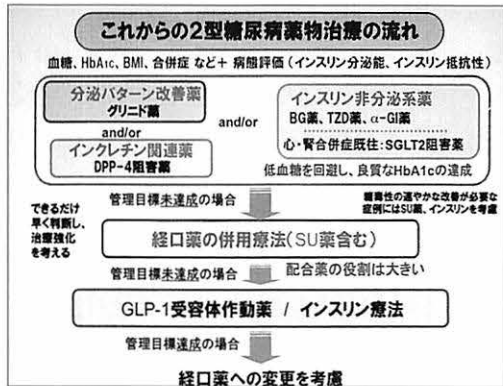 これからの2型糖尿病薬物治療の流れ
血糖、HbA1c、BMI、合併症など+ 病態評価(インスリン分泌能、インスリン抵抗性)
分泌パターン改善薬
グリニド薬
and/or
インクレチン関連薬
DPP-4阻害薬
and/or
インスリン非分泌系薬
BG薬、TZD薬、α-GI薬
心・腎合併症既往:SGLT2阻害薬
低血糖を回避し、良質なHbA1cの達成
できるだけ
早く判断し、
治療強化
を考える
管理目標未達成の場合
糖毒性の速やかな改善が必要な
症例にはSU薬、インスリンを考慮
経口薬の併用療法(SU薬含む)
管理目標未達成の場合
配合薬の役割は大きい
GLP-1受容体作動薬 / インスリン療法
管理目標達成の場合
経口薬への変更を考慮